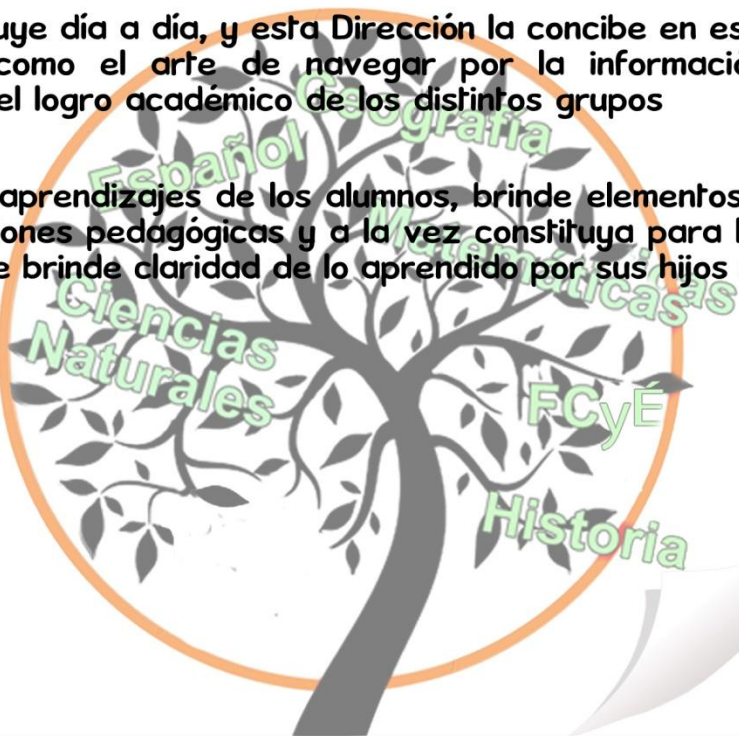 uye día a día, y esta Dirección la concibe en es
como el arte de navegar por la informació
el logro académico de los distintos grupos
aprendizajes de los alumnos, brinde elementos
ones pedagógicas y a la vez constituya para l
e brinde claridad de lo aprendido por sus hijos
Geografía
Español
Matemáticas
Ciencias
Naturales
FCyÉ
Historia